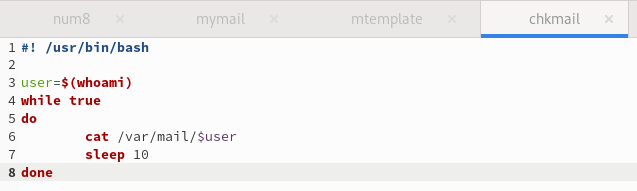 num8 × mymail × mtemplate × chkmail ×
1 #! /usr/bin/bash
2
3 user=$(whoami)
4 while true
5 do
6 cat /var/mail/$user
7 sleep 10
8 done